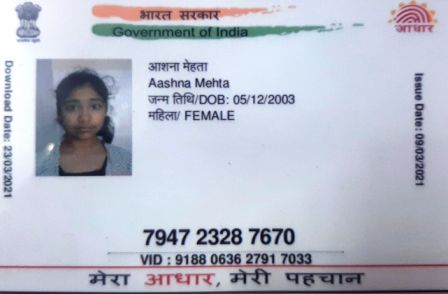 भारत सरकार
Government of India
आधार
Download Date: 23/03/2021
आशना मेहता
Aashna Mehta
जन्म तिथि/DOB: 05/12/2003
महिला/ FEMALE
Issue Date: 09/03/2021
7947 2328 7670
VID : 9188 0636 2791 7033
मेरा आधार, मेरी पहचान